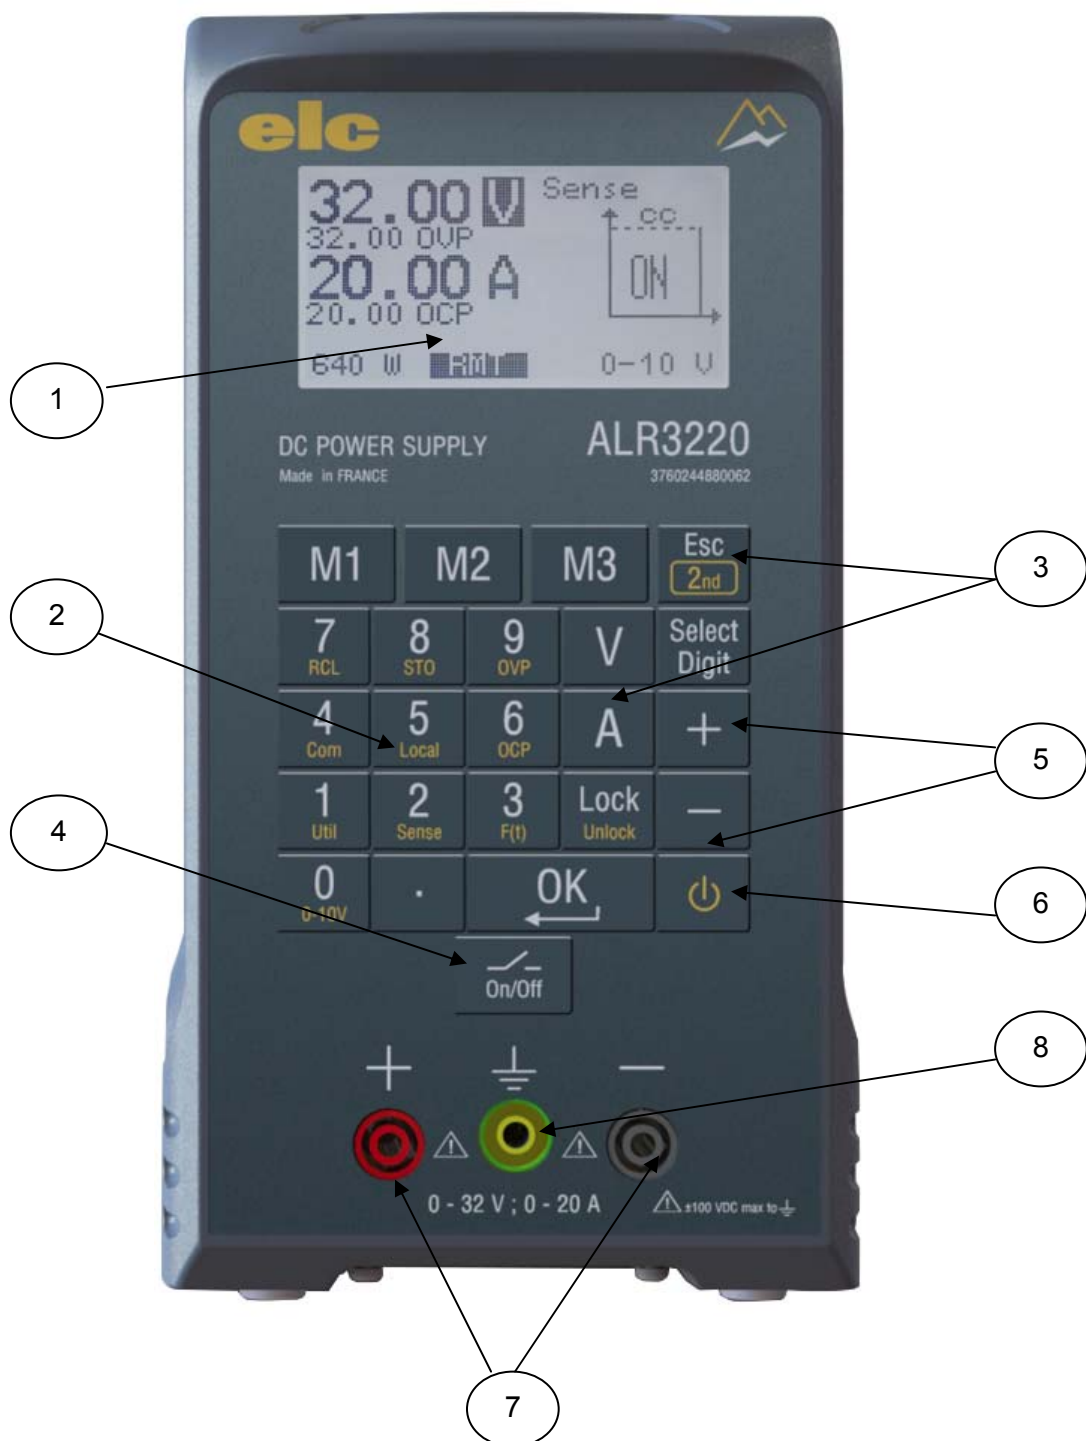 elc
32.00 V Sense
32.00 OVP
cc
20.00 A
ON
20.00 OCP
640 W RMT 0-10 V
1
DC POWER SUPPLY ALR3220
Made in FRANCE 3760244880062
M1 M2 M3 Esc
2nd
3
2
7 8 9 V Select
RCL STO OVP Digit
4 5 6 A +
Com Local OCP
5
4
1 2 3 Lock −
Util Sense F(t) Unlock
0 . OK
0-10V
6
On/Off
8
+ −
0 - 32 V ; 0 - 20 A ±100 VDC max to
7